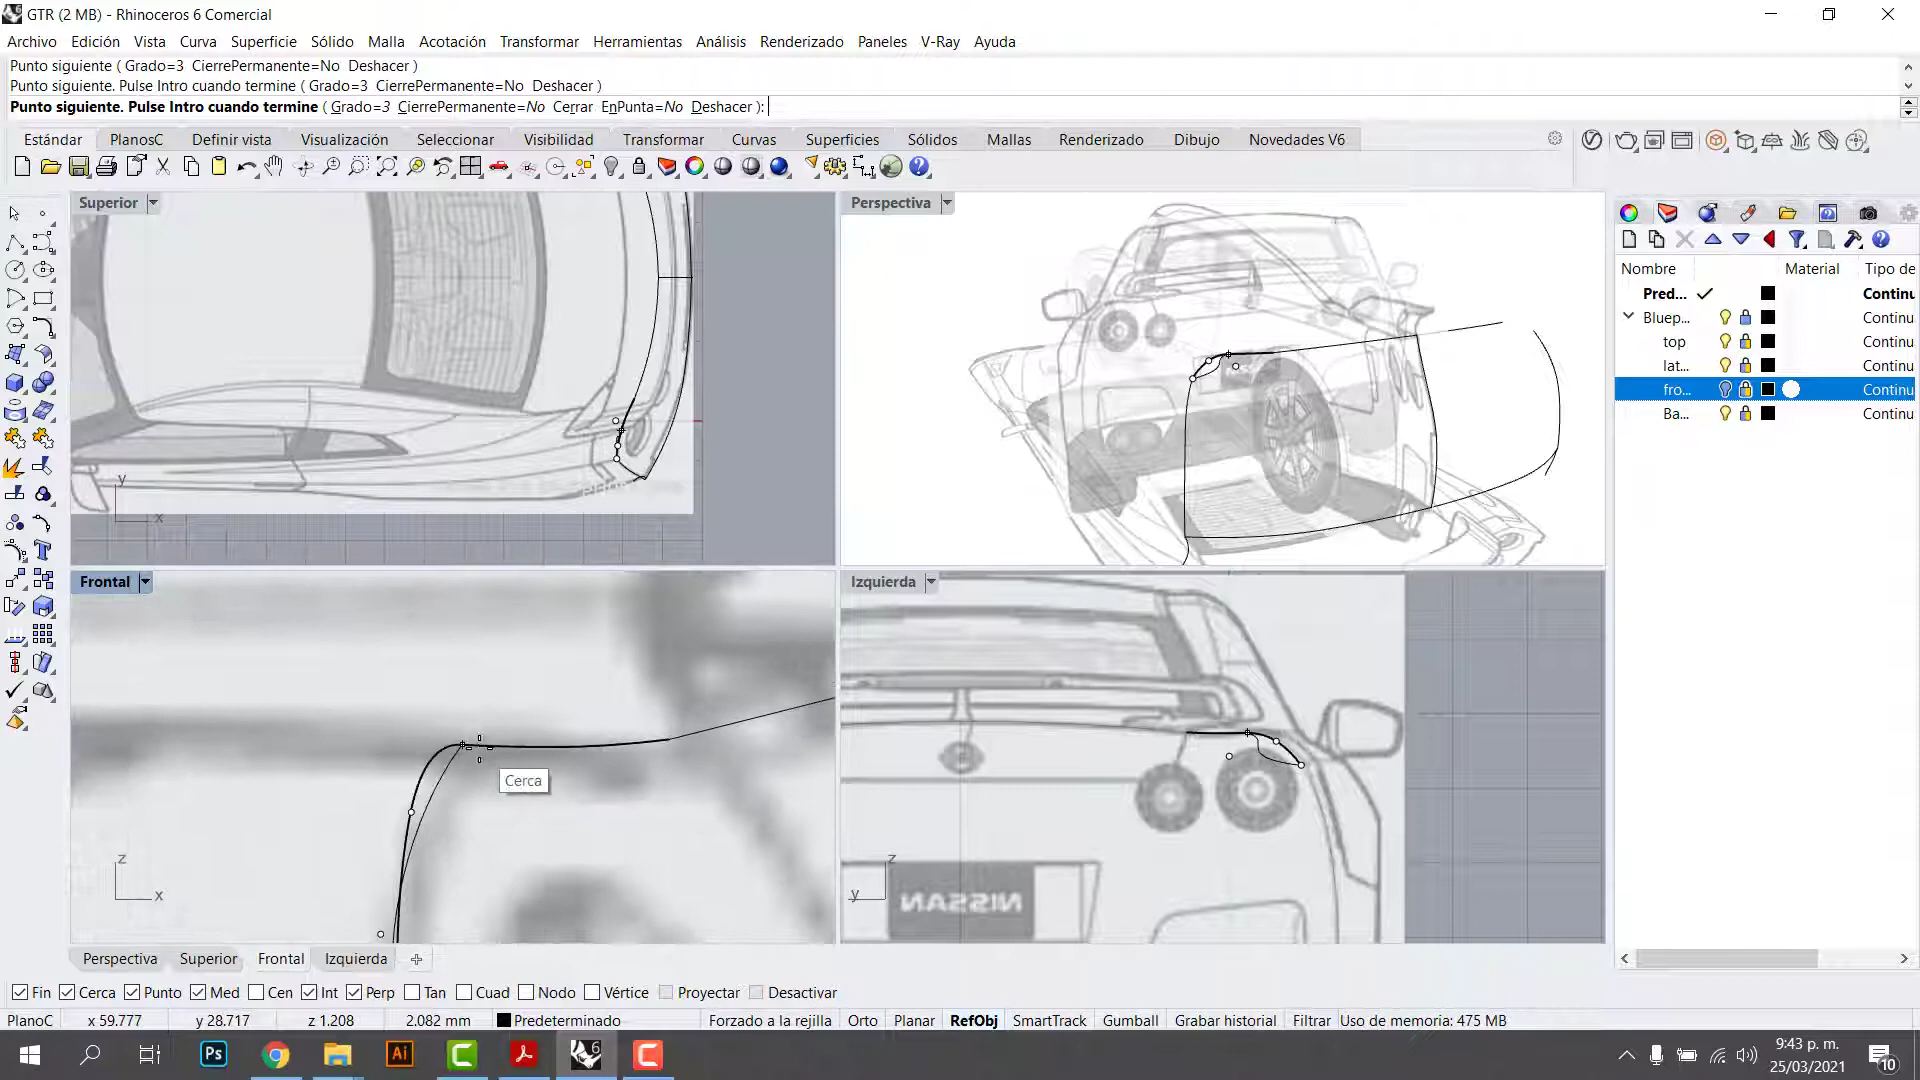 GTR (2 MB) - Rhinoceros 6 Comercial
Archivo Edición Vista Curva Superficie Sólido Malla Acotación Transformar Herramientas Análisis Renderizado Paneles V-Ray Ayuda
Punto siguiente ( Grado=3 CierrePermanente=No Deshacer )
Punto siguiente. Pulse Intro cuando termine ( Grado=3 CierrePermanente=No Deshacer )
Punto siguiente. Pulse Intro cuando termine ( Grado=3 CierrePermanente=No Cerrar EnPunta=No Deshacer ):
Estándar PlanosC Definir vista Visualización Seleccionar Visibilidad Transformar Curvas Superficies Sólidos Mallas Renderizado Dibujo Novedades V6
Superior
Perspectiva
Nombre Material Tipo de
Pred... Continu
Bluep... Continu
top Continu
lat... Continu
fro... Continu
Ba... Continu
y
x
Frontal
Izquierda
Cerca
z
x
z
y
NISSAN
Perspectiva Superior Frontal Izquierda
Fin Cerca Punto Med Cen Int Perp Tan Cuad Nodo Vértice Proyectar Desactivar
PlanoC x 59.777 y 28.717 z 1.208 2.082 mm Predeterminado Forzado a la rejilla Orto Planar RefObj SmartTrack Gumball Grabar historial Filtrar Uso de memoria: 475 MB
Ps Ai C 6 C
9:43 p. m.
25/03/2021
10